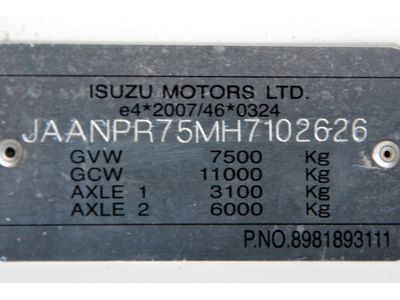 ISUZU MOTORS LTD.
e4*2007/46*0324
JAANPR75MH7102626
GVW 7500 Kg
GCW 11000 Kg
AXLE 1 3100 Kg
AXLE 2 6000 Kg
P.NO.8981893111